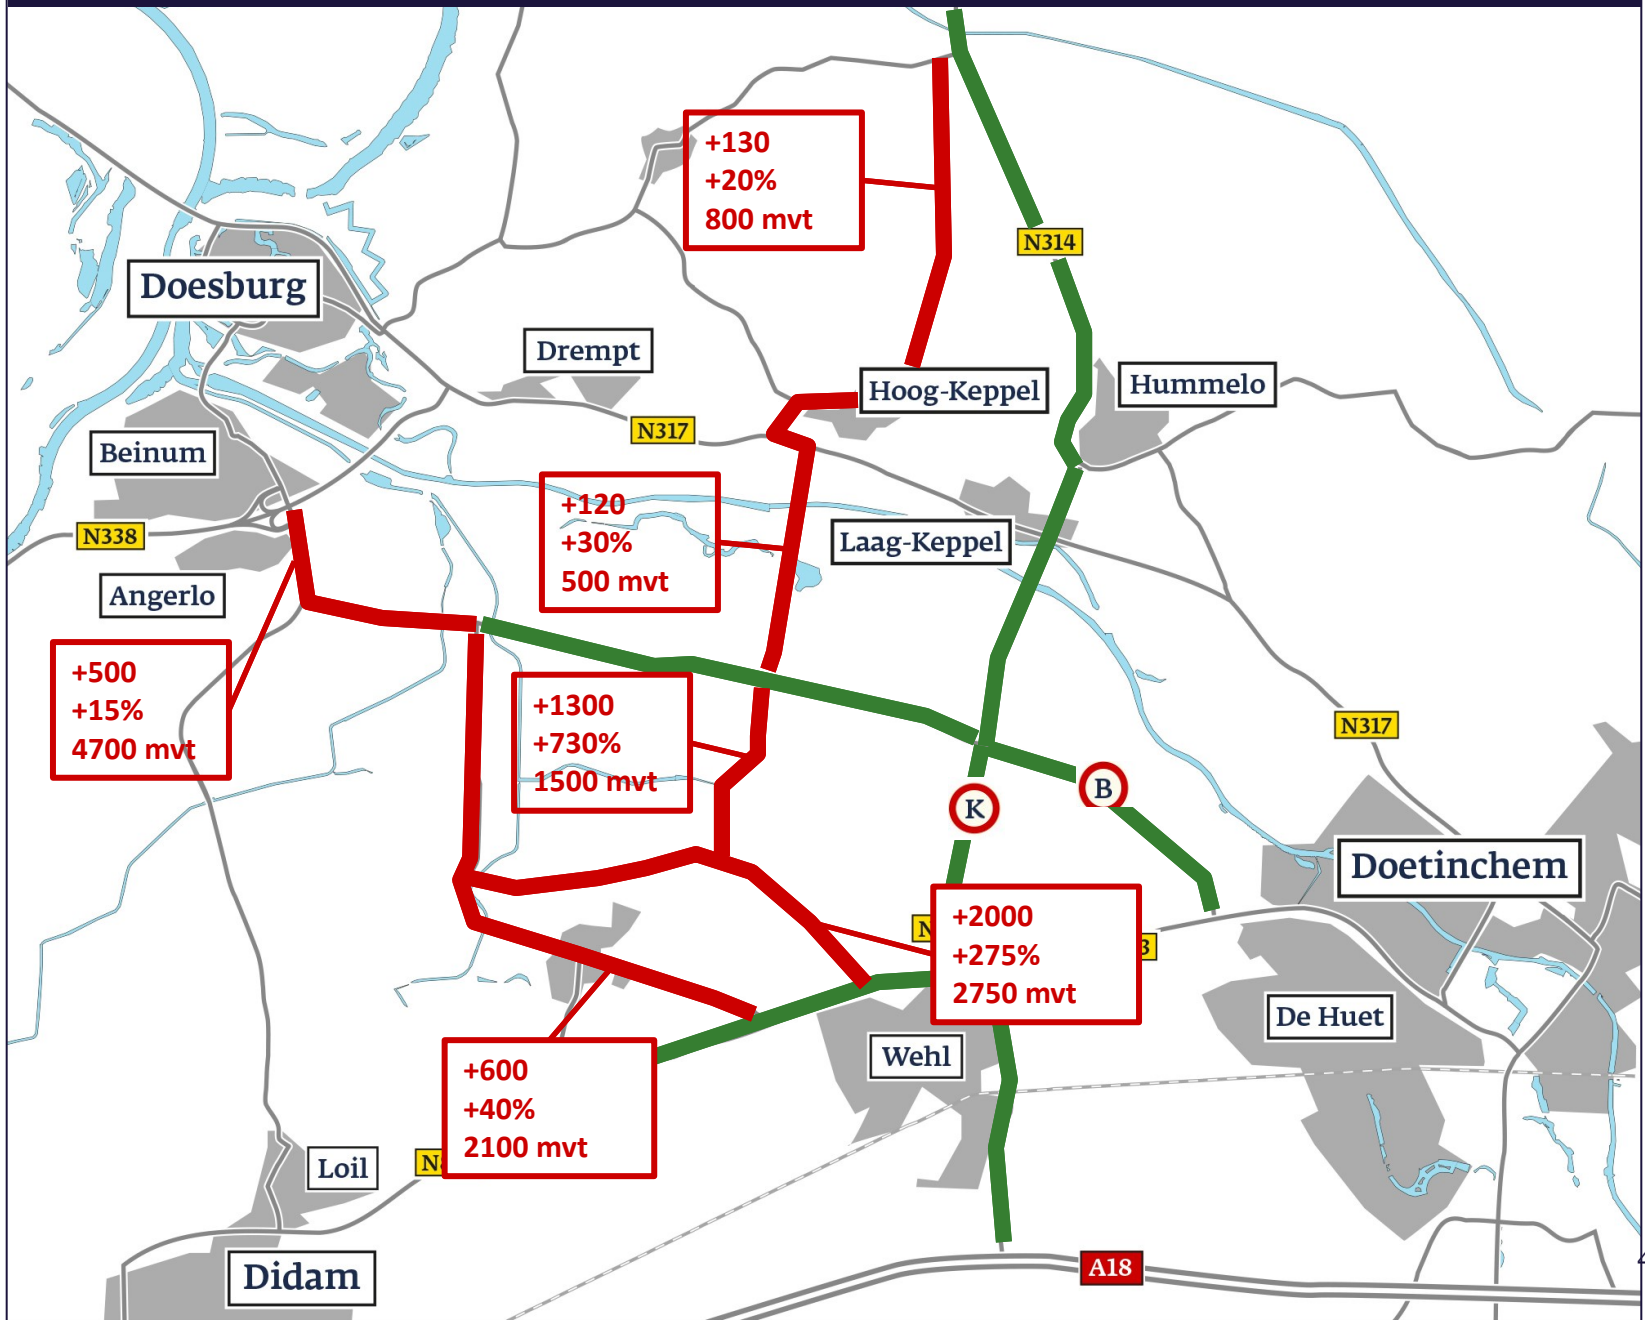 +130
+20%
800 mvt
N314
Doesburg
Drempt
Hoog-Keppel
Hummelo
N317
Beinum
+120
+30%
500 mvt
N338
Laag-Keppel
Angerlo
+500
+15%
4700 mvt
+1300
+730%
1500 mvt
N317
K
B
Doetinchem
+2000
+275%
2750 mvt
N
3
De Huet
Wehl
+600
+40%
2100 mvt
Loil
N
Didam
A18